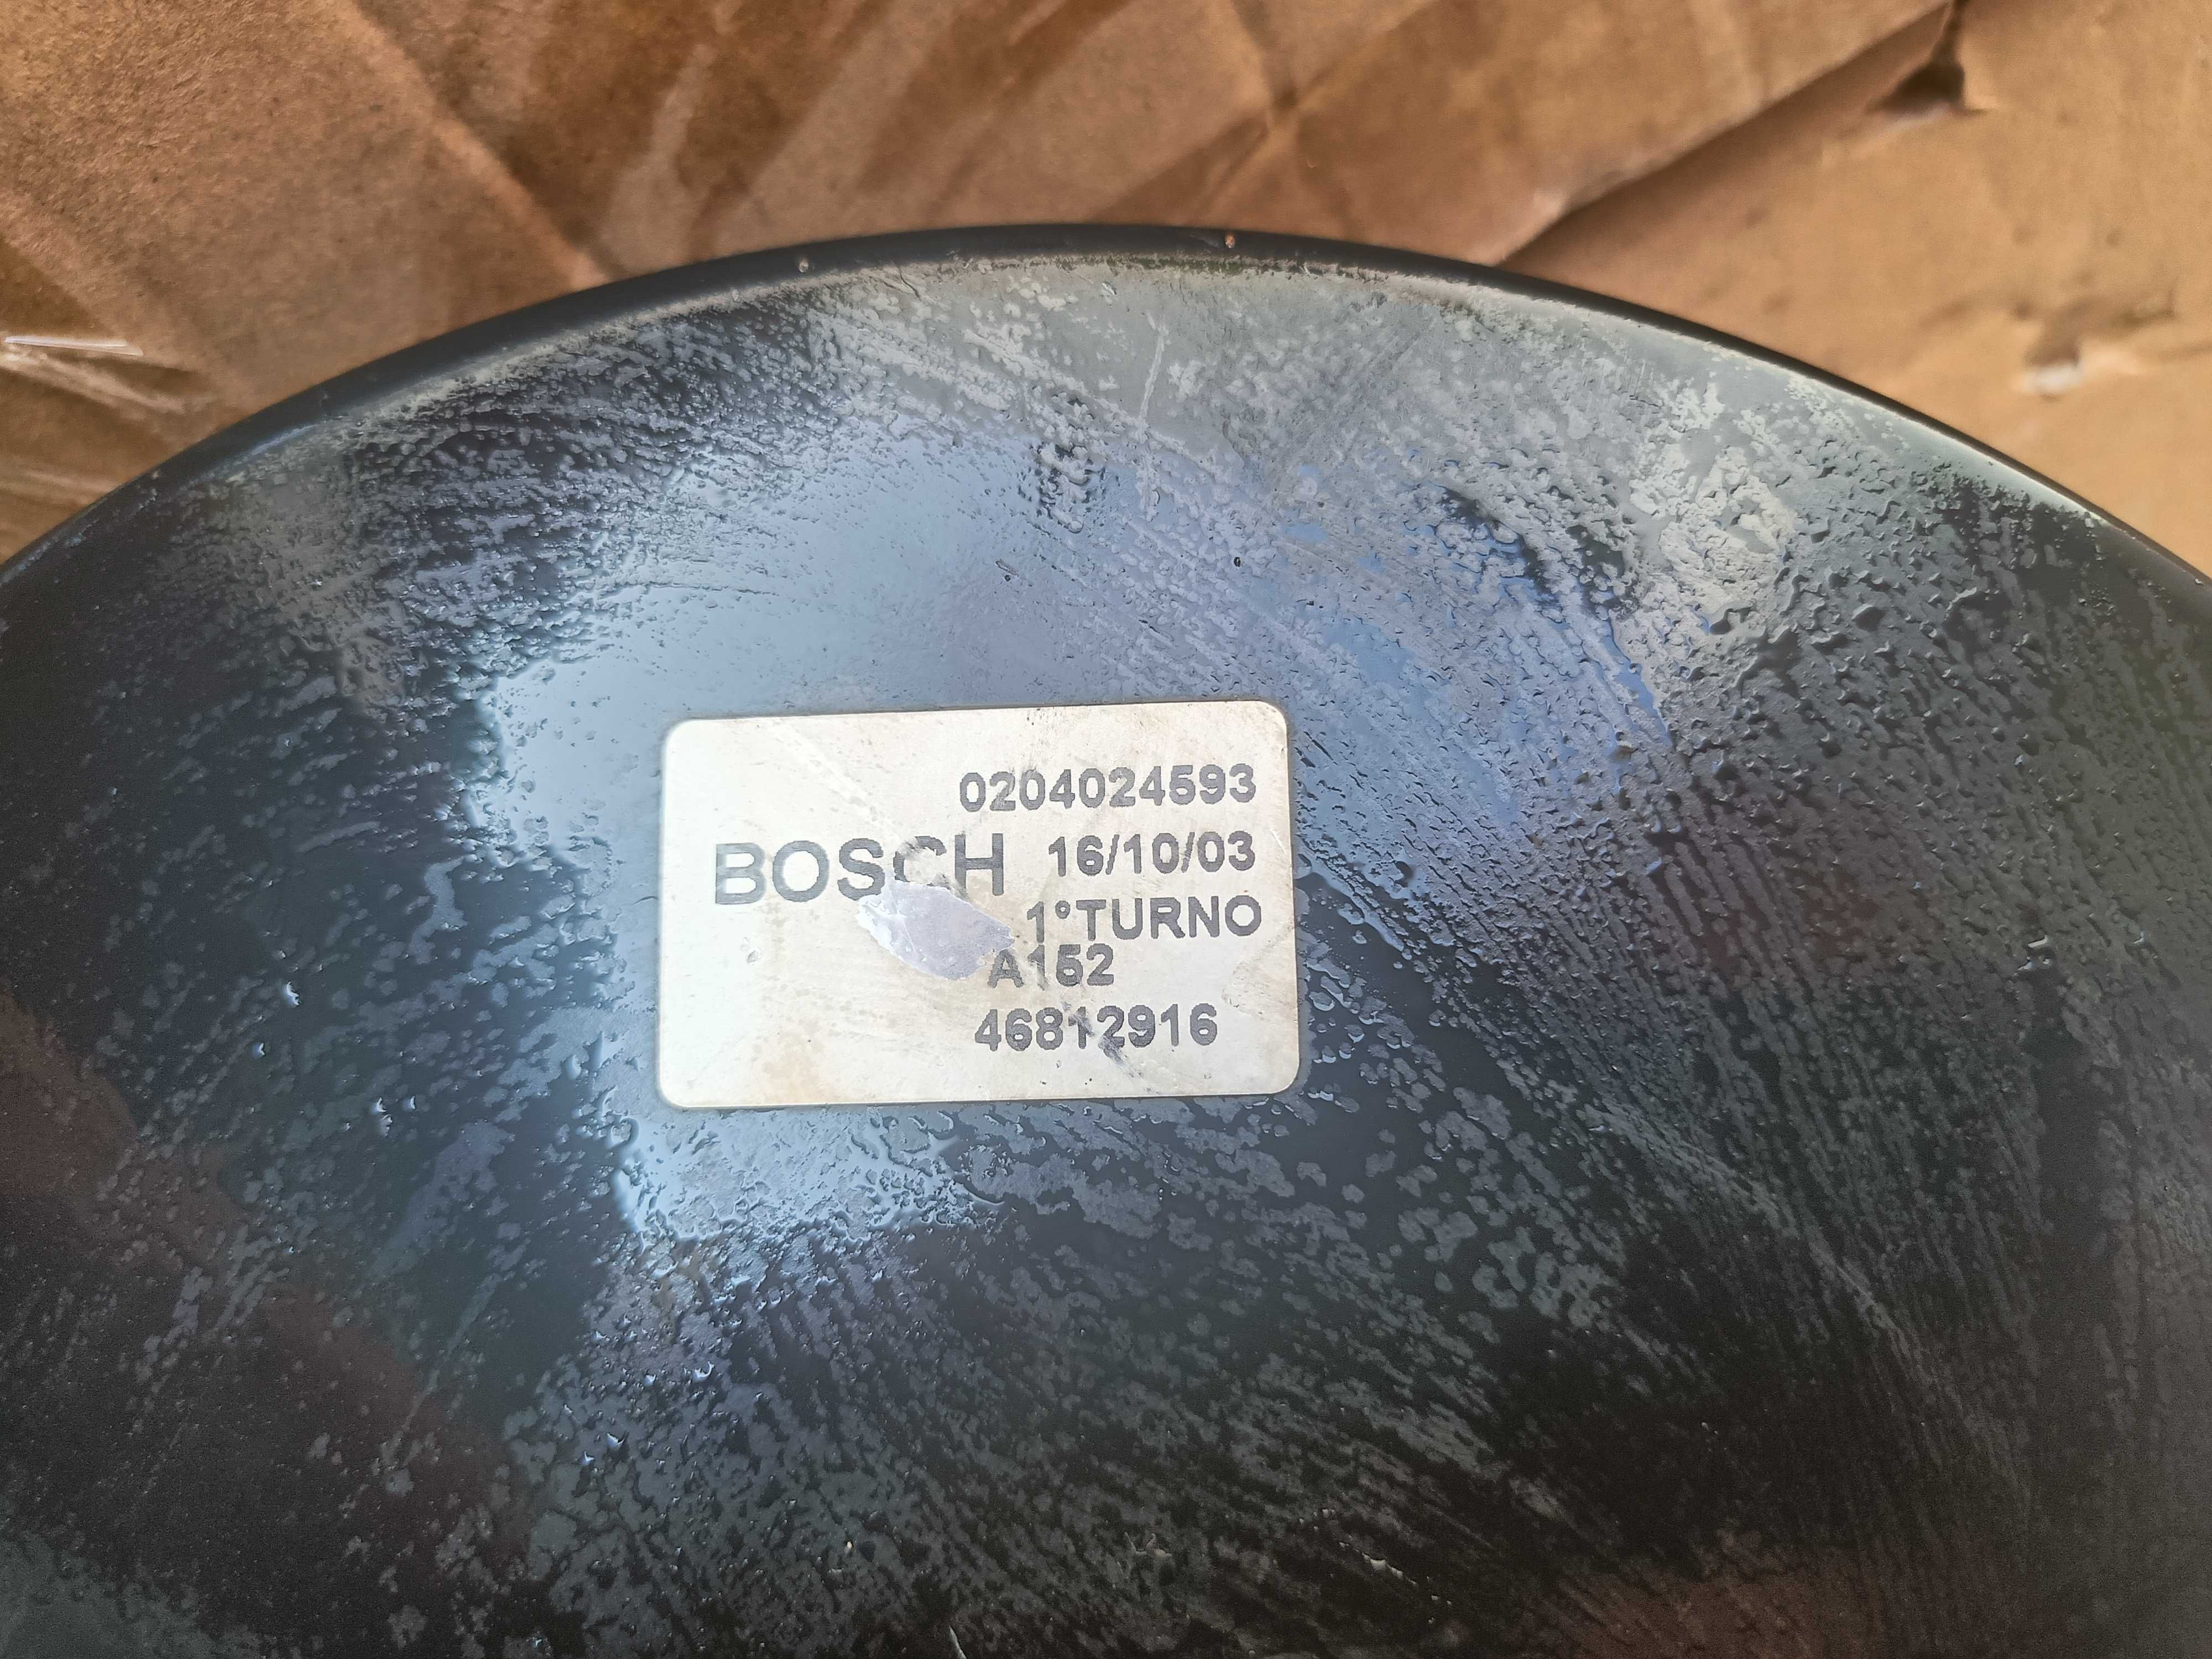 0204024593
BOSCH 16/10/03
1°TURNO
A152
46812916